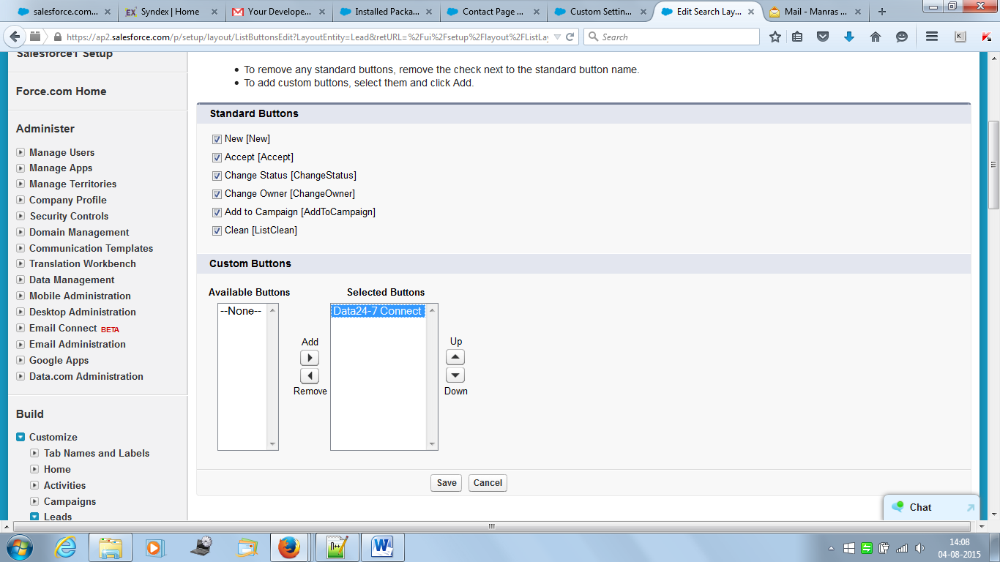 salesforce.com...
Syndex | Home
Your Develope...
Installed Packa...
Contact Page ...
Custom Settin...
Edit Search Lay...
Mail - Manras ...
https://ap2.salesforce.com/p/setup/layout/ListButtonsEdit?LayoutEntity=Lead&retURL=%2Fui%2Fsetup%2Flayout%2FListLay
Search
Salesforce1 Setup
Force.com Home
Administer
Manage Users
Manage Apps
Manage Territories
Company Profile
Security Controls
Domain Management
Communication Templates
Translation Workbench
Data Management
Mobile Administration
Desktop Administration
Email Connect BETA
Email Administration
Google Apps
Data.com Administration
Build
Customize
Tab Names and Labels
Home
Activities
Campaigns
Leads
• To remove any standard buttons, remove the check next to the standard button name.
• To add custom buttons, select them and click Add.
Standard Buttons
New [New]
Accept [Accept]
Change Status [ChangeStatus]
Change Owner [ChangeOwner]
Add to Campaign [AddToCampaign]
Clean [ListClean]
Custom Buttons
Available Buttons
Selected Buttons
--None--
Data24-7 Connect
Add
Remove
Up
Down
Save
Cancel
Chat
14:08
04-08-2015